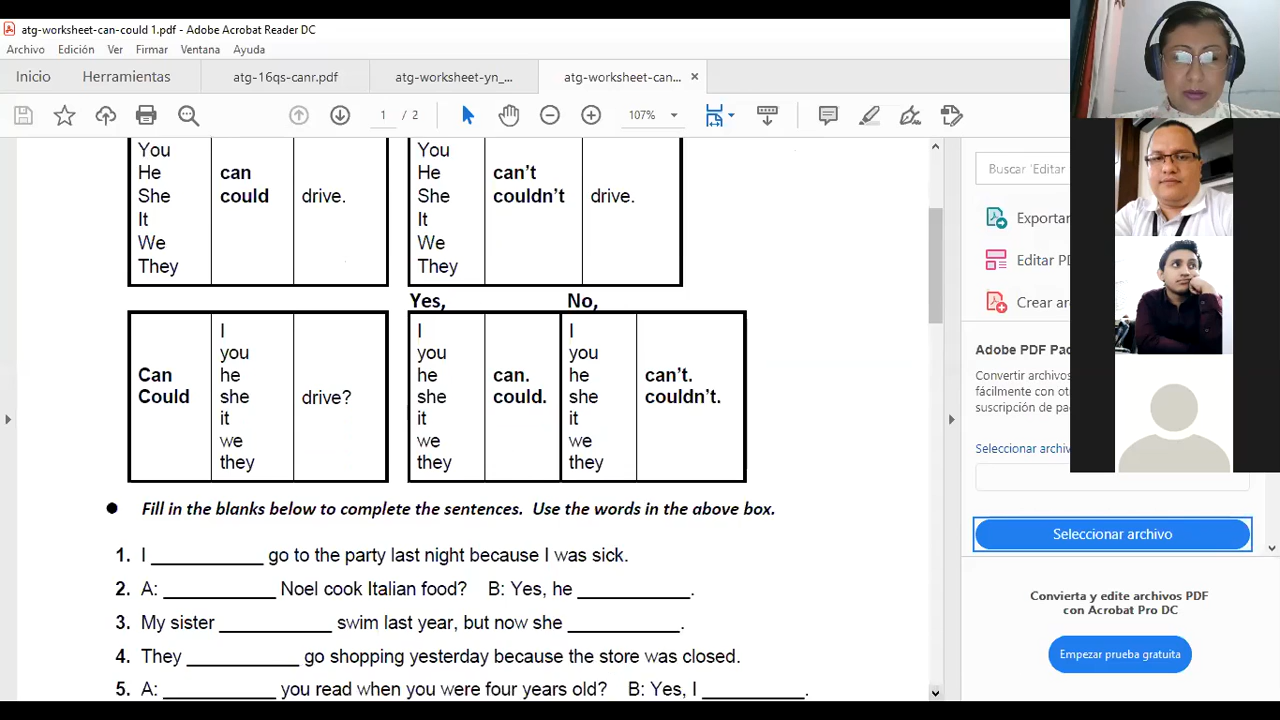 atg-worksheet-can-could 1.pdf - Adobe Acrobat Reader DC
Archivo Edición Ver Firmar Ventana Ayuda
Inicio Herramientas atg-16qs-canr.pdf atg-worksheet-yn_... atg-worksheet-can... ×
1 / 2 107%
You
He
She
It
We
They
can
could
drive.
You
He
She
It
We
They
can't
couldn't
drive.
Yes, No,
Can
Could
I
you
he
she
it
we
they
drive?
I
you
he
she
it
we
they
can.
could.
I
you
he
she
it
we
they
can't.
couldn't.
● Fill in the blanks below to complete the sentences. Use the words in the above box.
1. I ____________ go to the party last night because I was sick.
2. A: ____________ Noel cook Italian food? B: Yes, he ____________.
3. My sister ____________ swim last year, but now she ____________.
4. They ____________ go shopping yesterday because the store was closed.
5. A: ____________ you read when you were four years old? B: Yes, I ___________.
Buscar 'Editar
Exportar
Editar PD
Crear ar
Adobe PDF Pac
Convertir archivos
fácilmente con ot
suscripción de pa
Seleccionar archiv
Seleccionar archivo
Convierta y edite archivos PDF
con Acrobat Pro DC
Empezar prueba gratuita